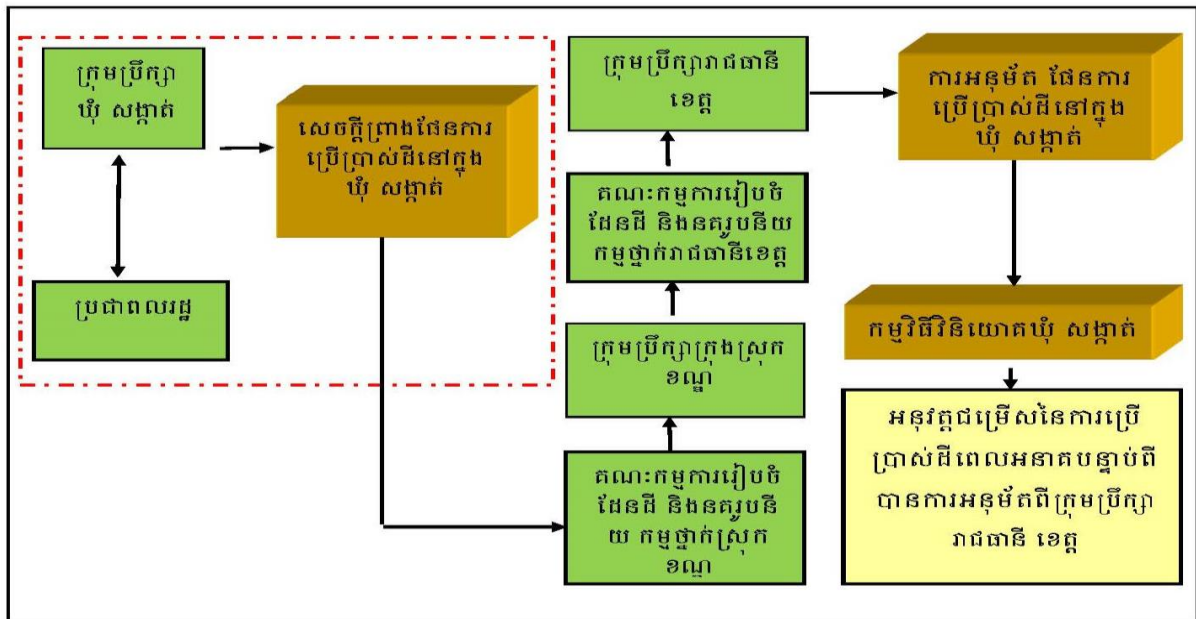 ក្រុមប្រឹក្សា
ឃុំ សង្កាត់
ប្រជាពលរដ្ឋ
សេចក្តីព្រាងផែនការ
ប្រើប្រាស់ដីនៅក្នុង
ឃុំ សង្កាត់
គណៈកម្មការរៀបចំ
ដែនដី និងនគរូបនី
យ កម្មថ្នាក់ស្រុក
ខណ្ឌ
ក្រុមប្រឹក្សាក្រុងស្រុក
ខណ្ឌ
គណៈកម្មការរៀបចំ
ដែនដី និងនគរូបនីយ
កម្មថ្នាក់រាជធានីខេត្ត
ក្រុមប្រឹក្សារាជធានី
ខេត្ត
ការអនុម័ត ផែនការ
ប្រើប្រាស់ដីនៅក្នុង
ឃុំ សង្កាត់
កម្មវិធីវិនិយោគឃុំ សង្កាត់
អនុវត្តជម្រើសនៃការប្រើ
ប្រាស់ដីពេលអនាគបន្ទាប់ពី
បានការអនុម័តពីក្រុមប្រឹក្សា
រាជធានី ខេត្ត